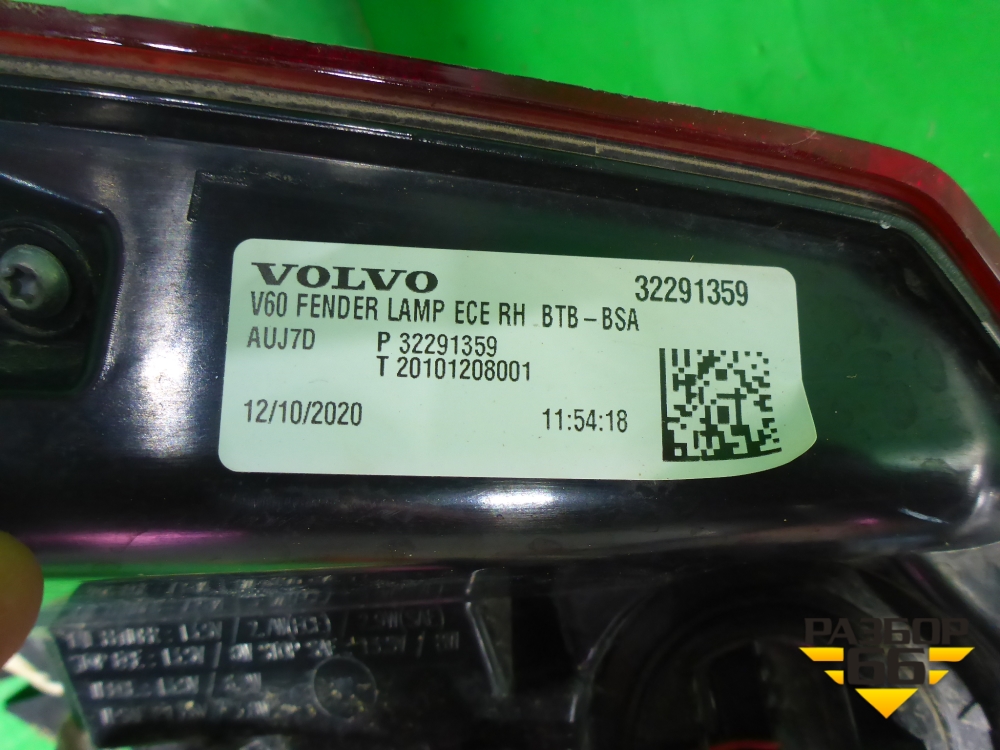 VOLVO 32291359
V60 FENDER LAMP ECE RH BTB-BSA
AUJ7D P 32291359
T 20101208001
12/10/2020 11:54:18
РАЗБОР
66